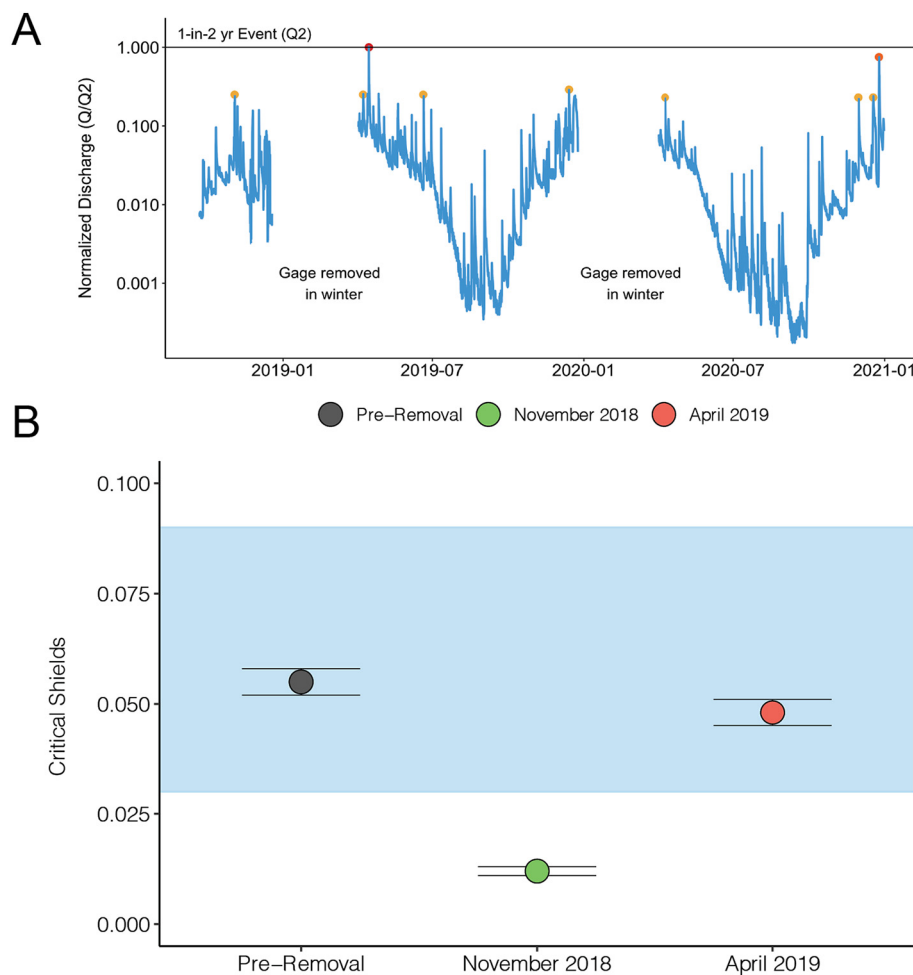 A
1-in-2 yr Event (Q2)
Normalized Discharge (Q/Q2)
1.000
0.100
0.010
0.001
Gage removed
in winter
Gage removed
in winter
2019-01
2019-07
2020-01
2020-07
2021-01
Pre-Removal
November 2018
April 2019
B
Critical Shields
0.100
0.075
0.050
0.025
0.000
Pre-Removal
November 2018
April 2019